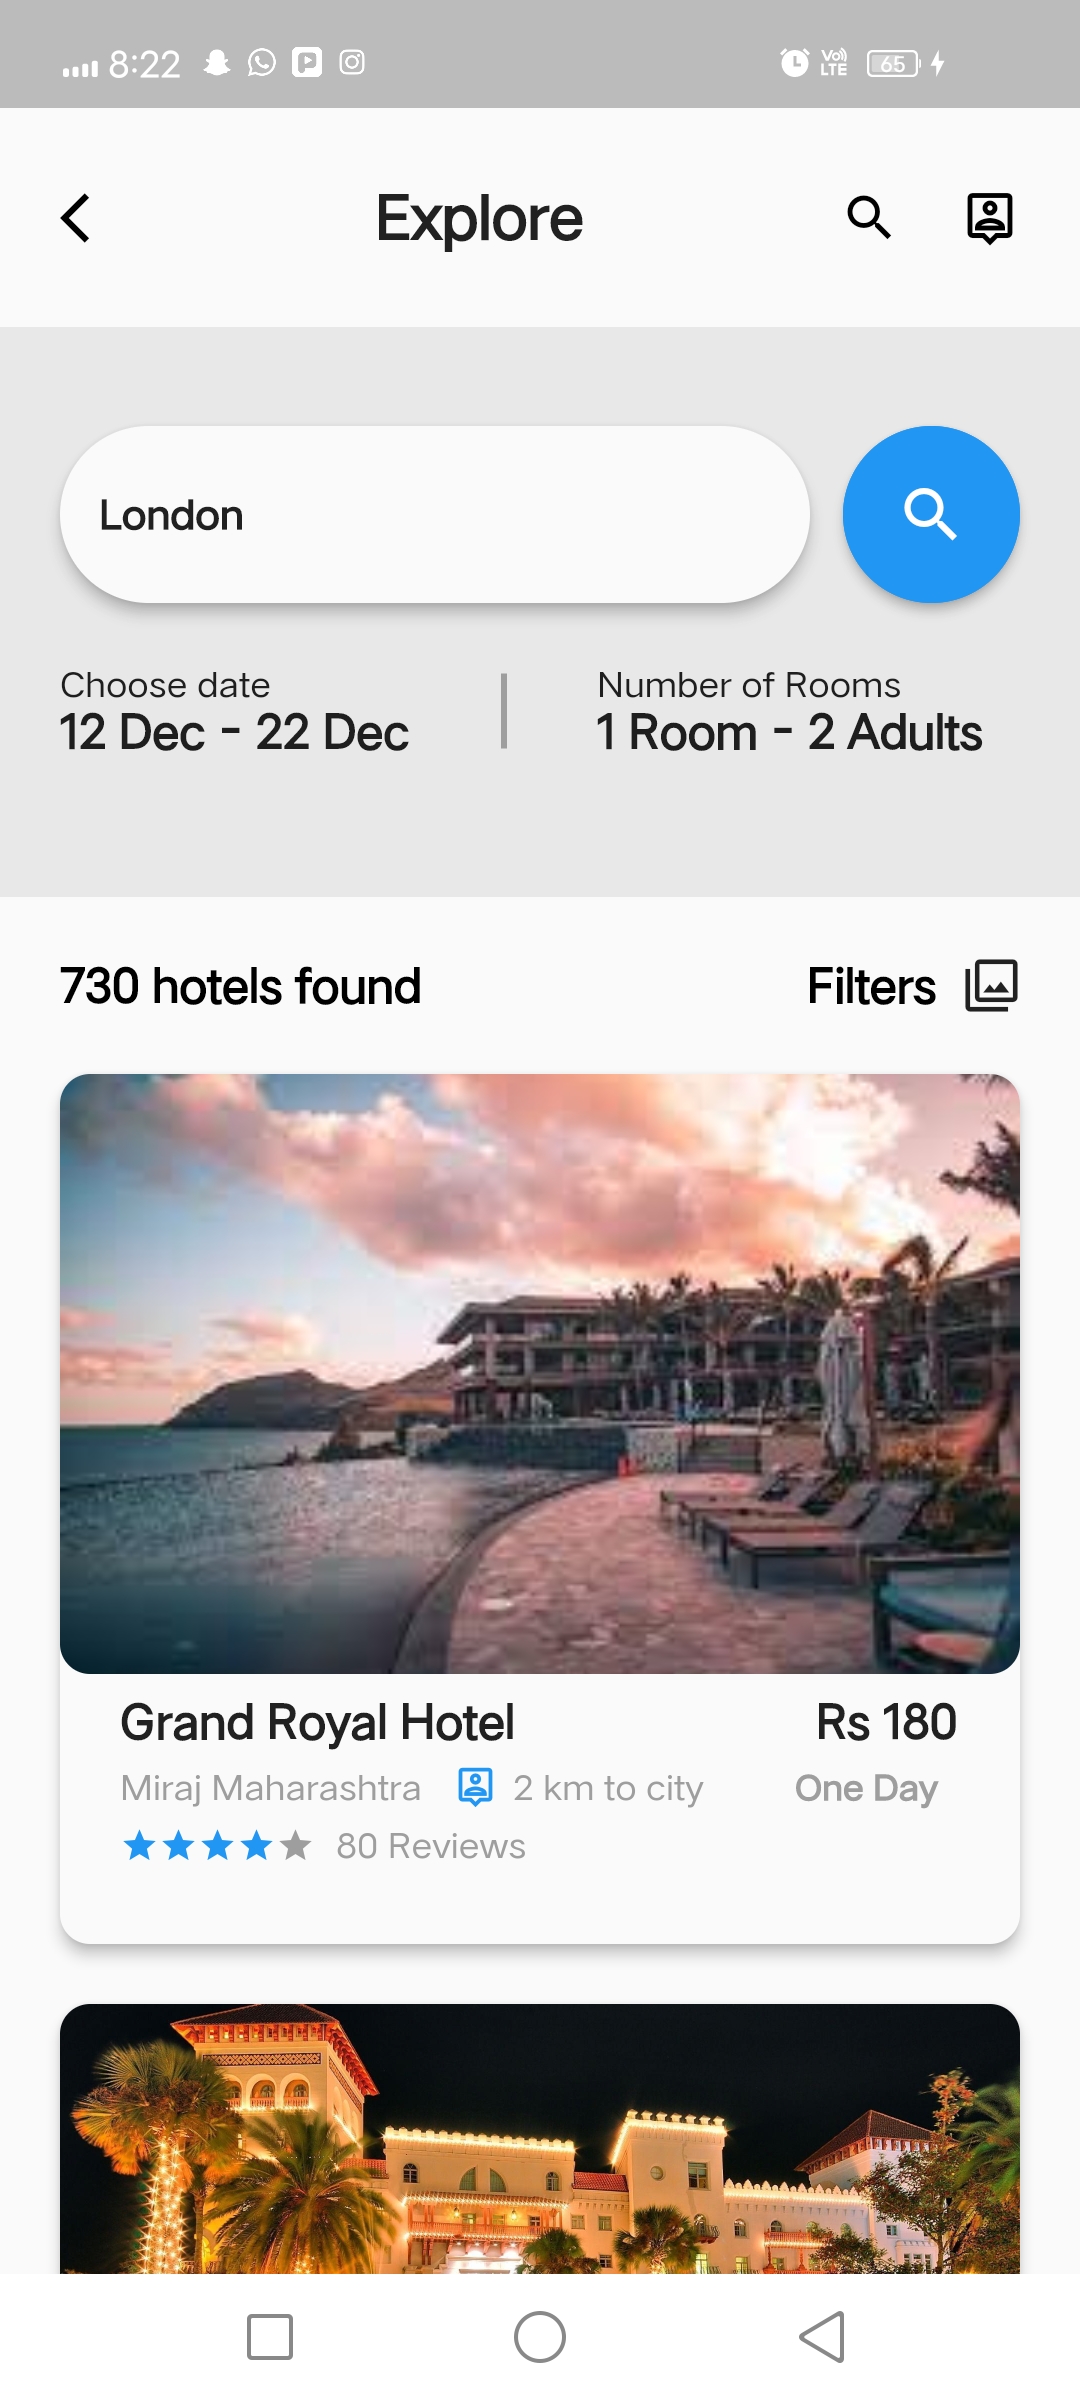 8:22 Vo) LTE 65
Explore
London
Choose date Number of Rooms
12 Dec - 22 Dec 1 Room - 2 Adults
730 hotels found Filters
Grand Royal Hotel Rs 180
Miraj Maharashtra 2 km to city One Day
80 Reviews